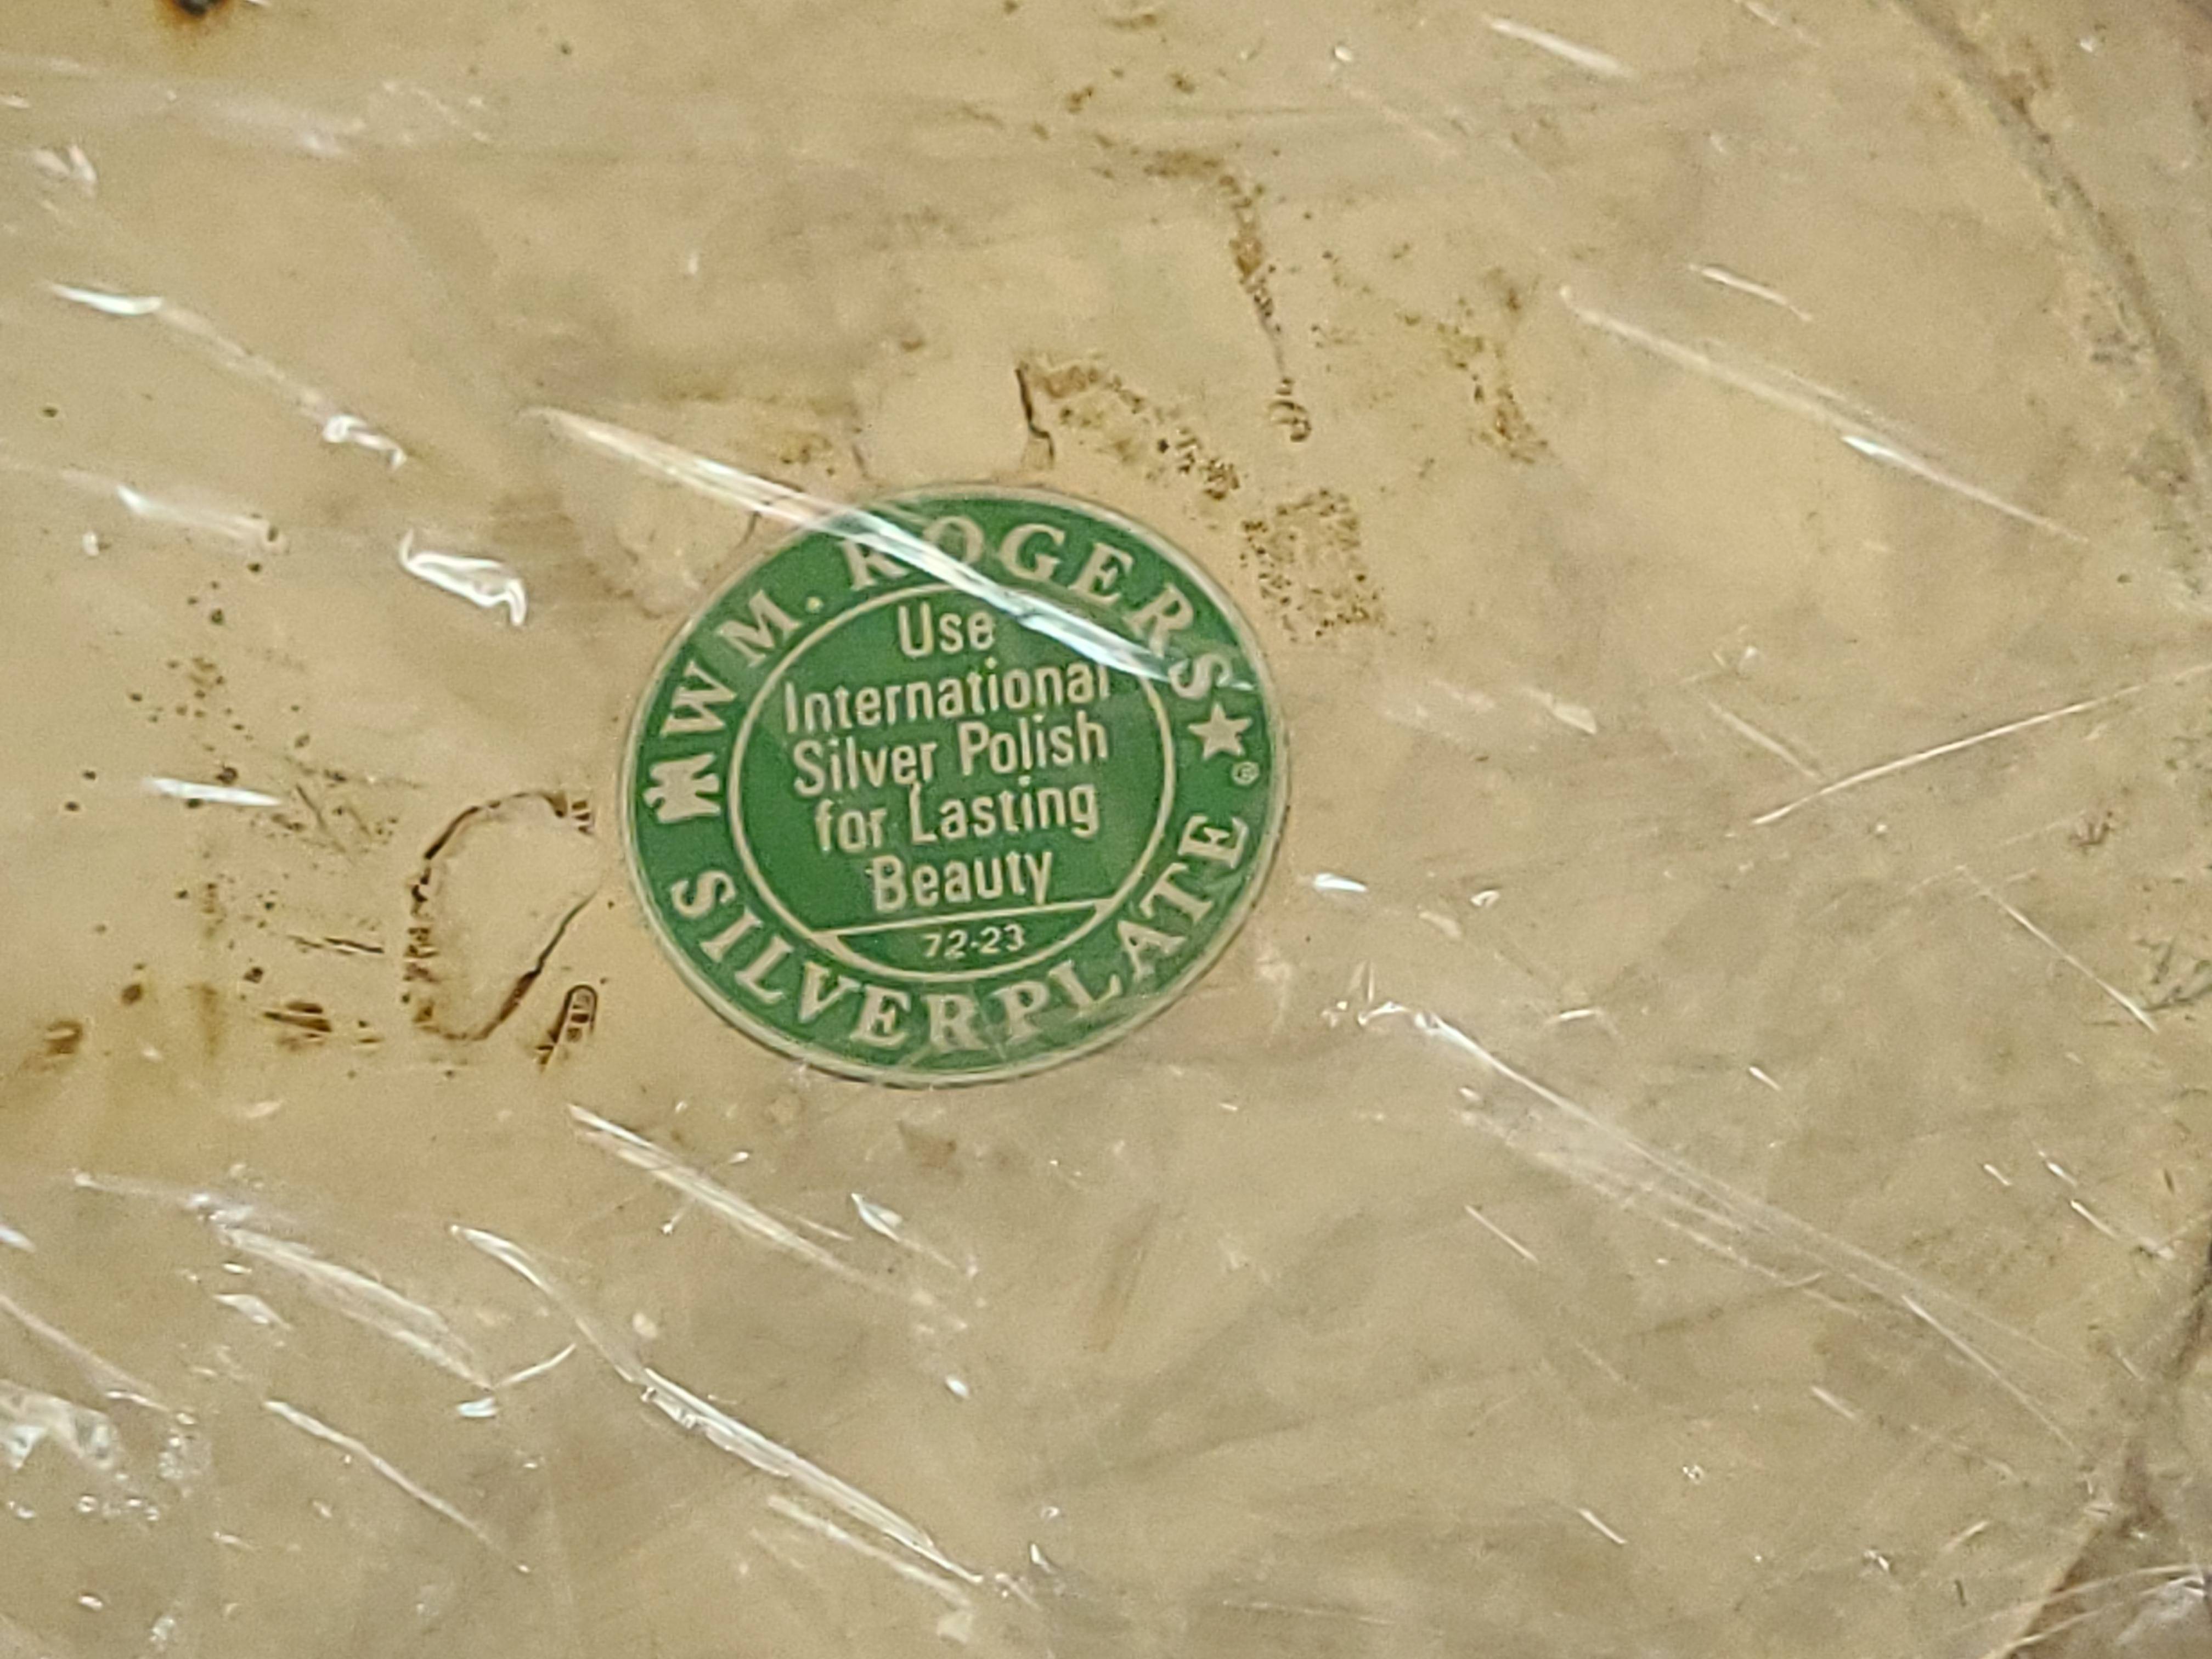 WM. ROGERS
Use
International
Silver Polish
for Lasting
Beauty
72-23
SILVERPLATE
®